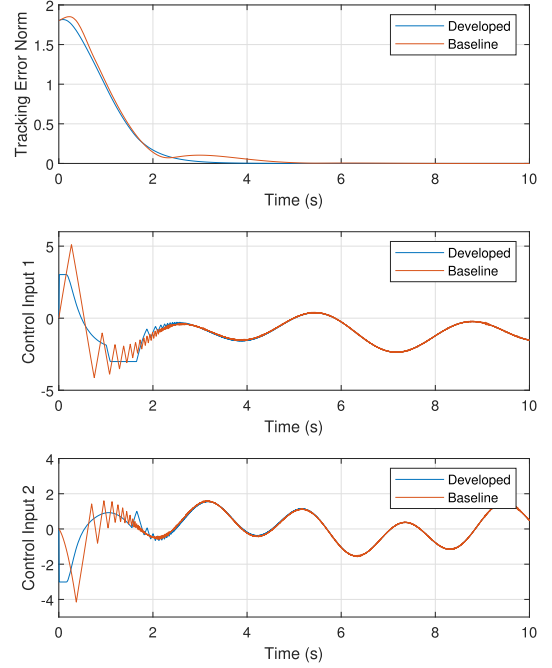 2
1.5
1
0.5
0
Tracking Error Norm
Developed
Baseline
0 2 4 6 8 10
Time (s)
5
0
-5
Control Input 1
Developed
Baseline
0 2 4 6 8 10
Time (s)
4
2
0
-2
-4
Control Input 2
Developed
Baseline
0 2 4 6 8 10
Time (s)